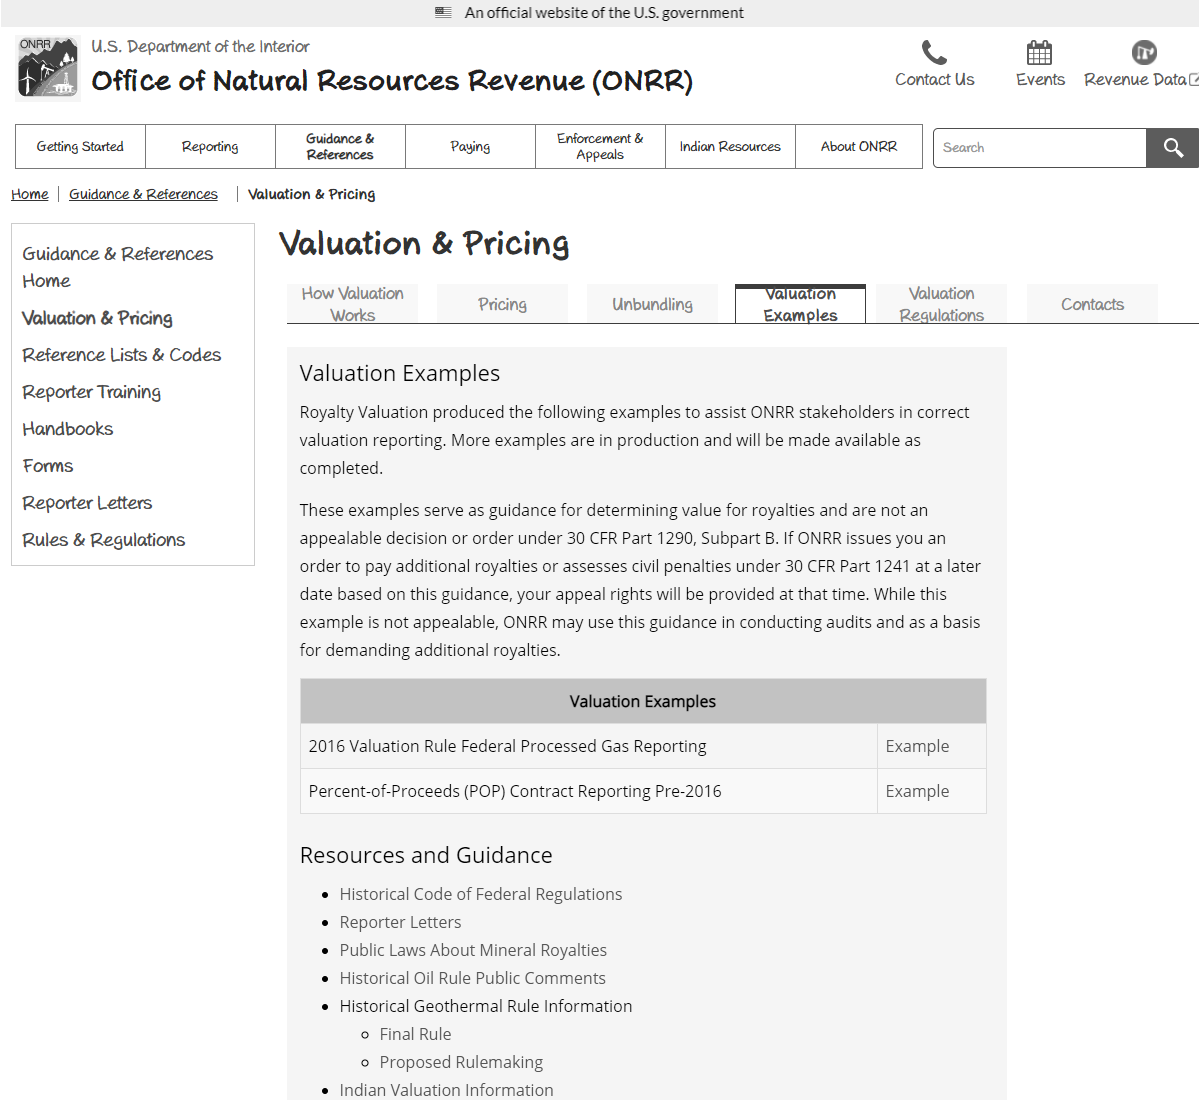 An official website of the U.S. government
ONRR
U.S. Department of the Interior
Office of Natural Resources Revenue (ONRR)
Contact Us
Events
Revenue Data
Getting Started
Reporting
Guidance &
References
Paying
Enforcement &
Appeals
Indian Resources
About ONRR
Search
Home
Guidance & References
Valuation & Pricing
Guidance & References
Home
Valuation & Pricing
Reference Lists & Codes
Reporter Training
Handbooks
Forms
Reporter Letters
Rules & Regulations
Valuation & Pricing
How Valuation
Works
Pricing
Unbundling
Valuation
Examples
Valuation
Regulations
Contacts
Valuation Examples
Royalty Valuation produced the following examples to assist ONRR stakeholders in correct
valuation reporting. More examples are in production and will be made available as
completed.
These examples serve as guidance for determining value for royalties and are not an
appealable decision or order under 30 CFR Part 1290, Subpart B. If ONRR issues you an
order to pay additional royalties or assesses civil penalties under 30 CFR Part 1241 at a later
date based on this guidance, your appeal rights will be provided at that time. While this
example is not appealable, ONRR may use this guidance in conducting audits and as a basis
for demanding additional royalties.
Valuation Examples
2016 Valuation Rule Federal Processed Gas Reporting Example
Percent-of-Proceeds (POP) Contract Reporting Pre-2016 Example
Resources and Guidance
Historical Code of Federal Regulations
Reporter Letters
Public Laws About Mineral Royalties
Historical Oil Rule Public Comments
Historical Geothermal Rule Information
Final Rule
Proposed Rulemaking
Indian Valuation Information